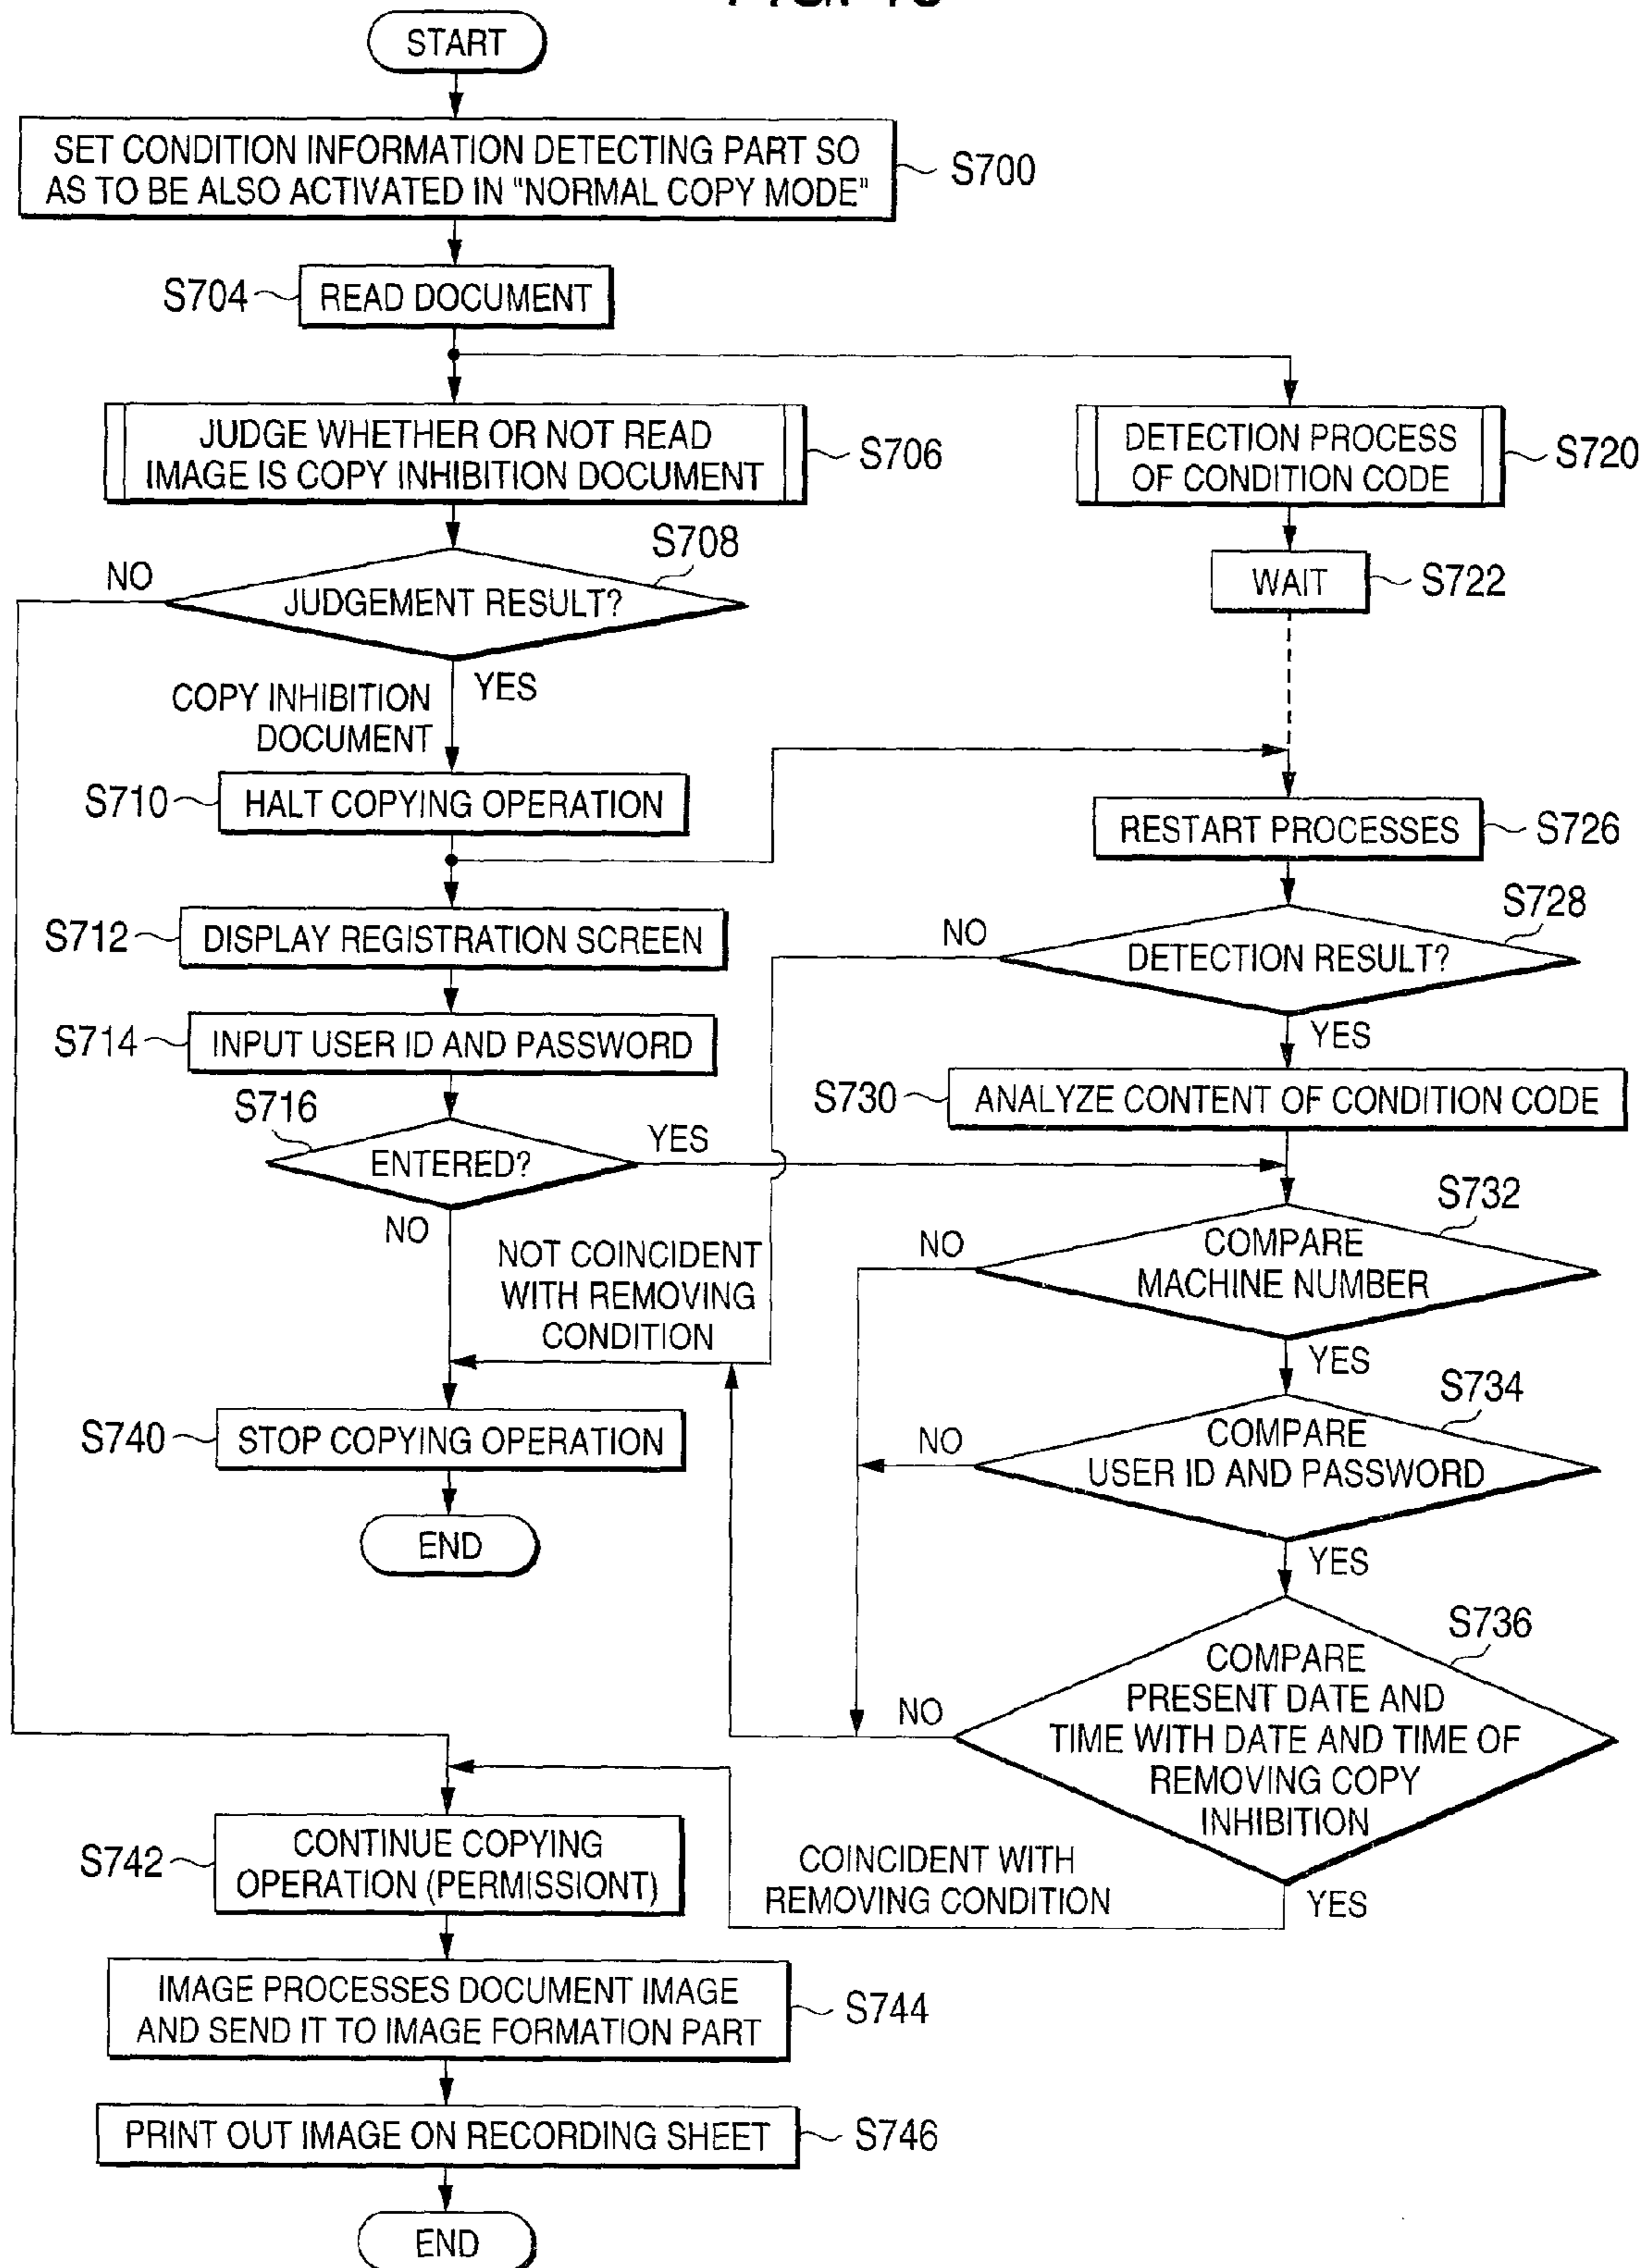 START
SET CONDITION INFORMATION DETECTING PART SO
AS TO BE ALSO ACTIVATED IN "NORMAL COPY MODE"
S700
S704
READ DOCUMENT
JUDGE WHETHER OR NOT READ
IMAGE IS COPY INHIBITION DOCUMENT
S706
DETECTION PROCESS
OF CONDITION CODE
S720
S708
NO
JUDGEMENT RESULT?
WAIT
S722
YES
COPY INHIBITION
DOCUMENT
S710
HALT COPYING OPERATION
RESTART PROCESSES
S726
S712
DISPLAY REGISTRATION SCREEN
S728
NO
DETECTION RESULT?
YES
S714
INPUT USER ID AND PASSWORD
S730
ANALYZE CONTENT OF CONDITION CODE
S716
ENTERED?
YES
NO
S732
NO
COMPARE
MACHINE NUMBER
YES
NOT COINCIDENT
WITH REMOVING
CONDITION
S734
NO
COMPARE
USER ID AND PASSWORD
YES
S740
STOP COPYING OPERATION
END
S736
NO
COMPARE
PRESENT DATE AND
TIME WITH DATE AND TIME OF
REMOVING COPY
INHIBITION
YES
COINCIDENT WITH
REMOVING CONDITION
S742
CONTINUE COPYING
OPERATION (PERMISSIONT)
IMAGE PROCESSES DOCUMENT IMAGE
AND SEND IT TO IMAGE FORMATION PART
S744
PRINT OUT IMAGE ON RECORDING SHEET
S746
END